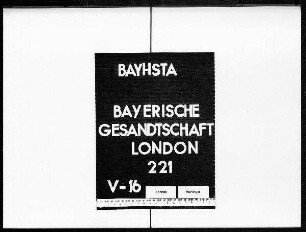 BAYHSTA
BAYERISCHE
GESANDTSCHAFT
LONDON
221
V-16